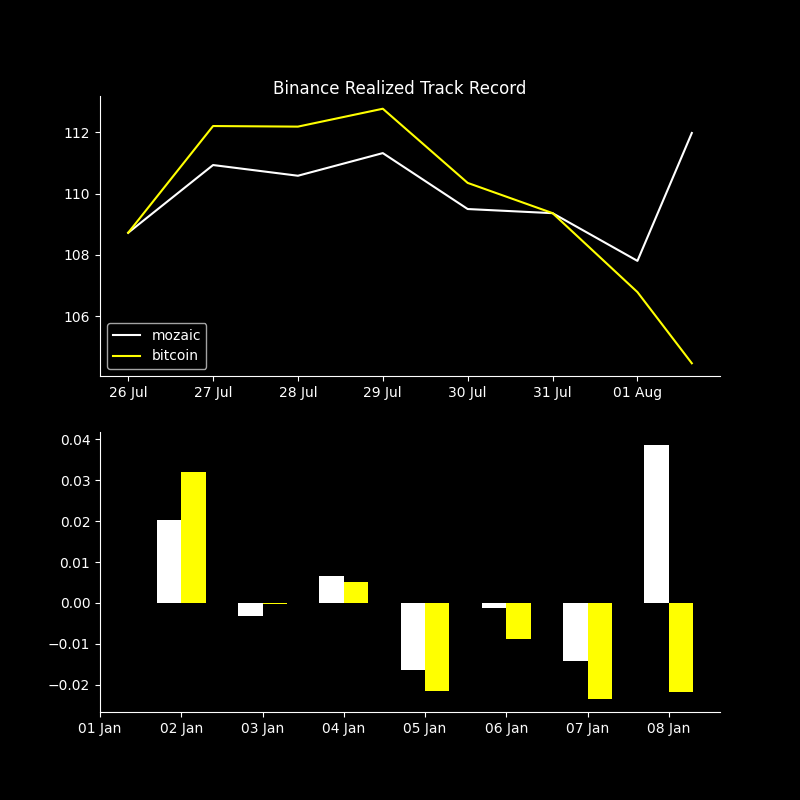 Binance Realized Track Record
112
110
108
106
mozaic
bitcoin
26 Jul 27 Jul 28 Jul 29 Jul 30 Jul 31 Jul 01 Aug
0.04
0.03
0.02
0.01
0.00
−0.01
−0.02
01 Jan 02 Jan 03 Jan 04 Jan 05 Jan 06 Jan 07 Jan 08 Jan